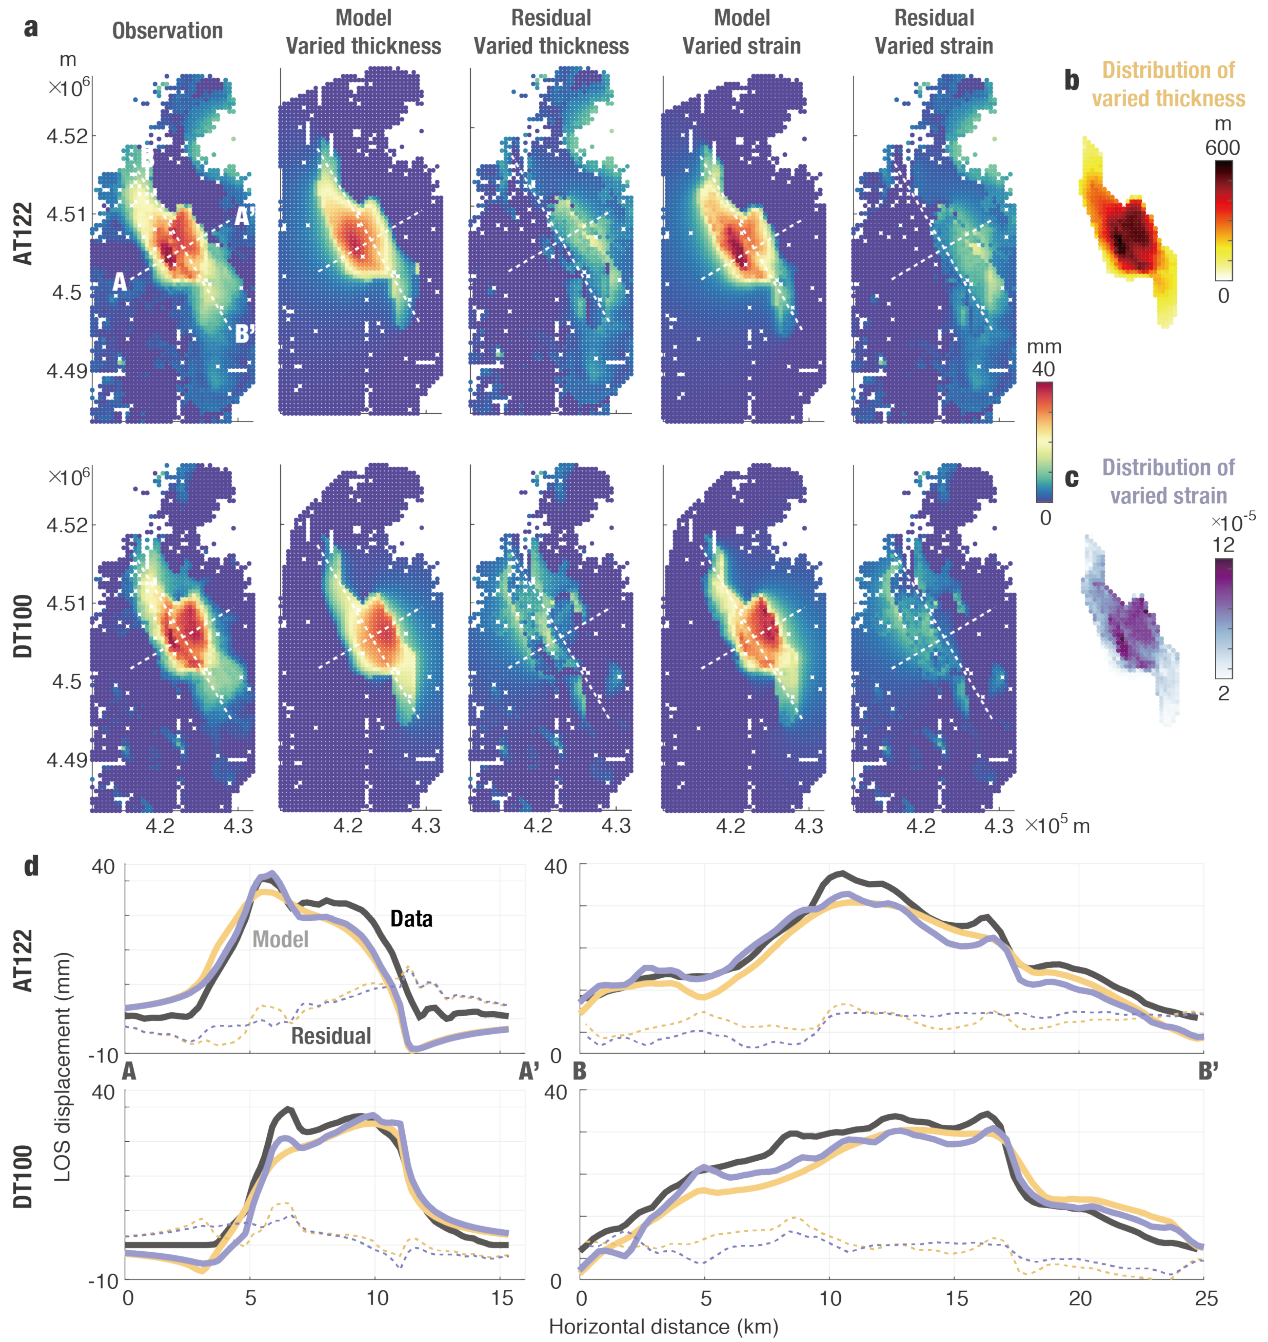 a
Observation
Model
Varied thickness
Residual
Varied thickness
Model
Varied strain
Residual
Varied strain
m
×10⁶
4.52
4.51
4.5
4.49
AT122
A
A'
B'
b
Distribution of
varied thickness
m
600
0
mm
40
0
×10⁶
4.52
4.51
4.5
4.49
DT100
4.2
4.3
4.2
4.3
4.2
4.3
4.2
4.3
4.2
4.3
×10⁵ m
c
Distribution of
varied strain
×10⁻⁵
12
2
d
AT122
DT100
LOS displacement (mm)
40
-10
Data
Model
Residual
A
A'
40
0
B
B'
40
-10
0
5
10
15
40
0
0
5
10
15
20
25
Horizontal distance (km)